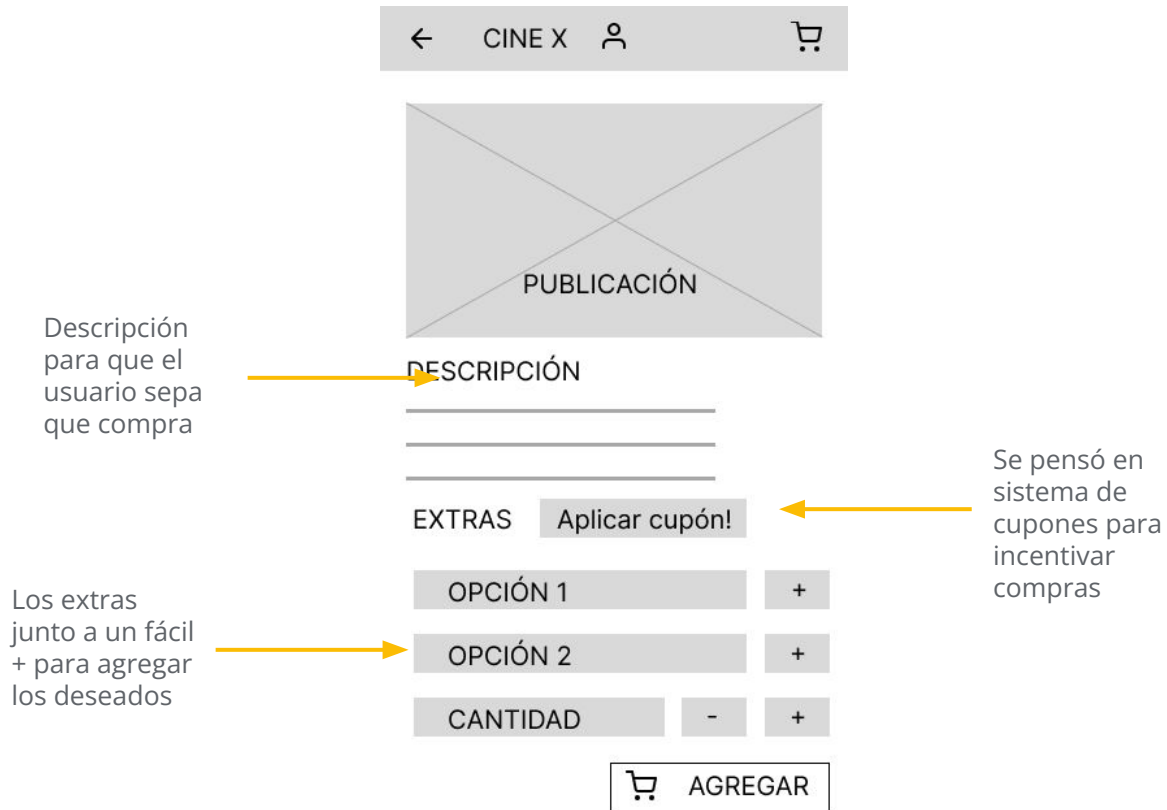 CINE X
PUBLICACIÓN
Descripción
para que el
usuario sepa
que compra
DESCRIPCIÓN
Se pensó en
sistema de
cupones para
incentivar
compras
EXTRAS
Aplicar cupón!
Los extras
junto a un fácil
+ para agregar
los deseados
OPCIÓN 1
+
OPCIÓN 2
+
CANTIDAD
-
+
AGREGAR